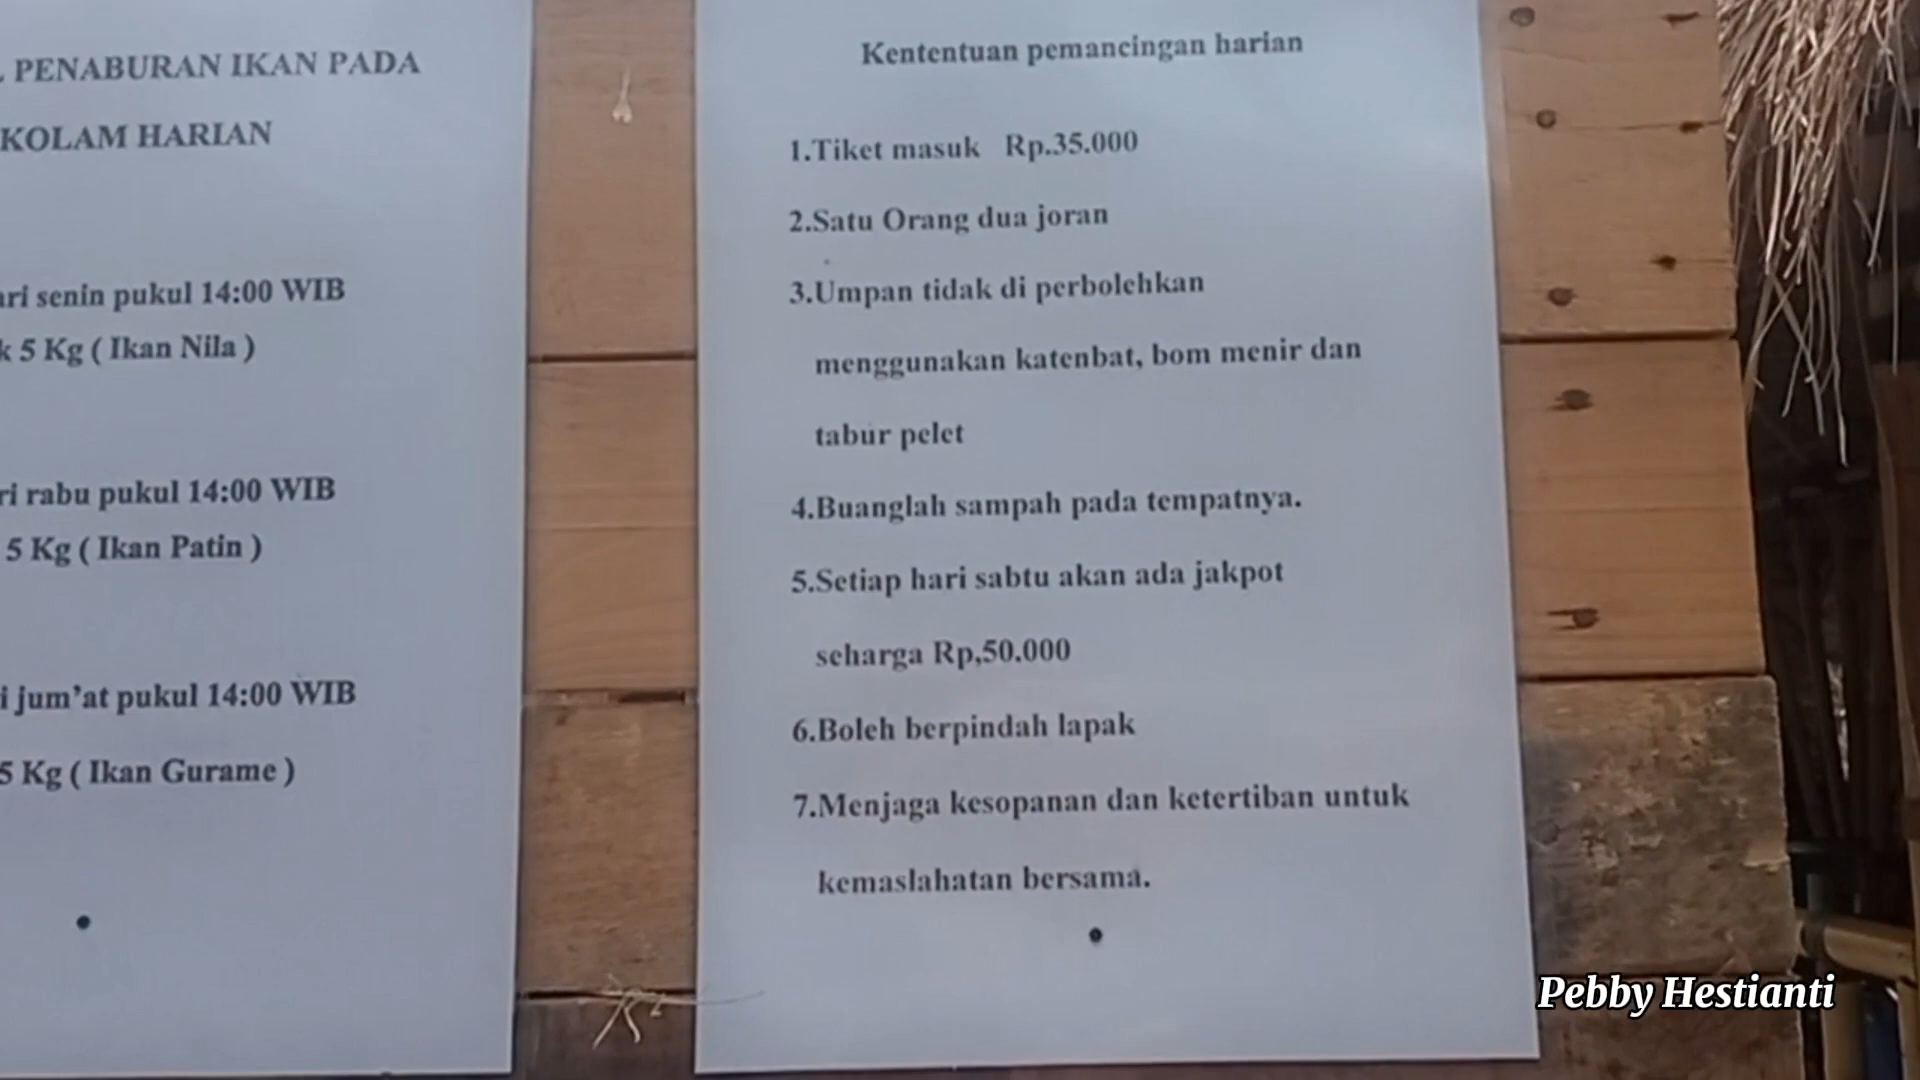 PENABURAN IKAN PADA
KOLAM HARIAN
senin pukul 14:00 WIB
5 Kg ( Ikan Nila )
rabu pukul 14:00 WIB
5 Kg ( Ikan Patin )
jum’at pukul 14:00 WIB
5 Kg ( Ikan Gurame )
Kententuan pemancingan harian
1.Tiket masuk Rp.35.000
2.Satu Orang dua joran
3.Umpan tidak di perbolehkan
menggunakan katenbat, bom menir dan
tabur pelet
4.Buanglah sampah pada tempatnya.
5.Setiap hari sabtu akan ada jakpot
seharga Rp,50.000
6.Boleh berpindah lapak
7.Menjaga kesopanan dan ketertiban untuk
kemaslahatan bersama.
Pebby Hestianti